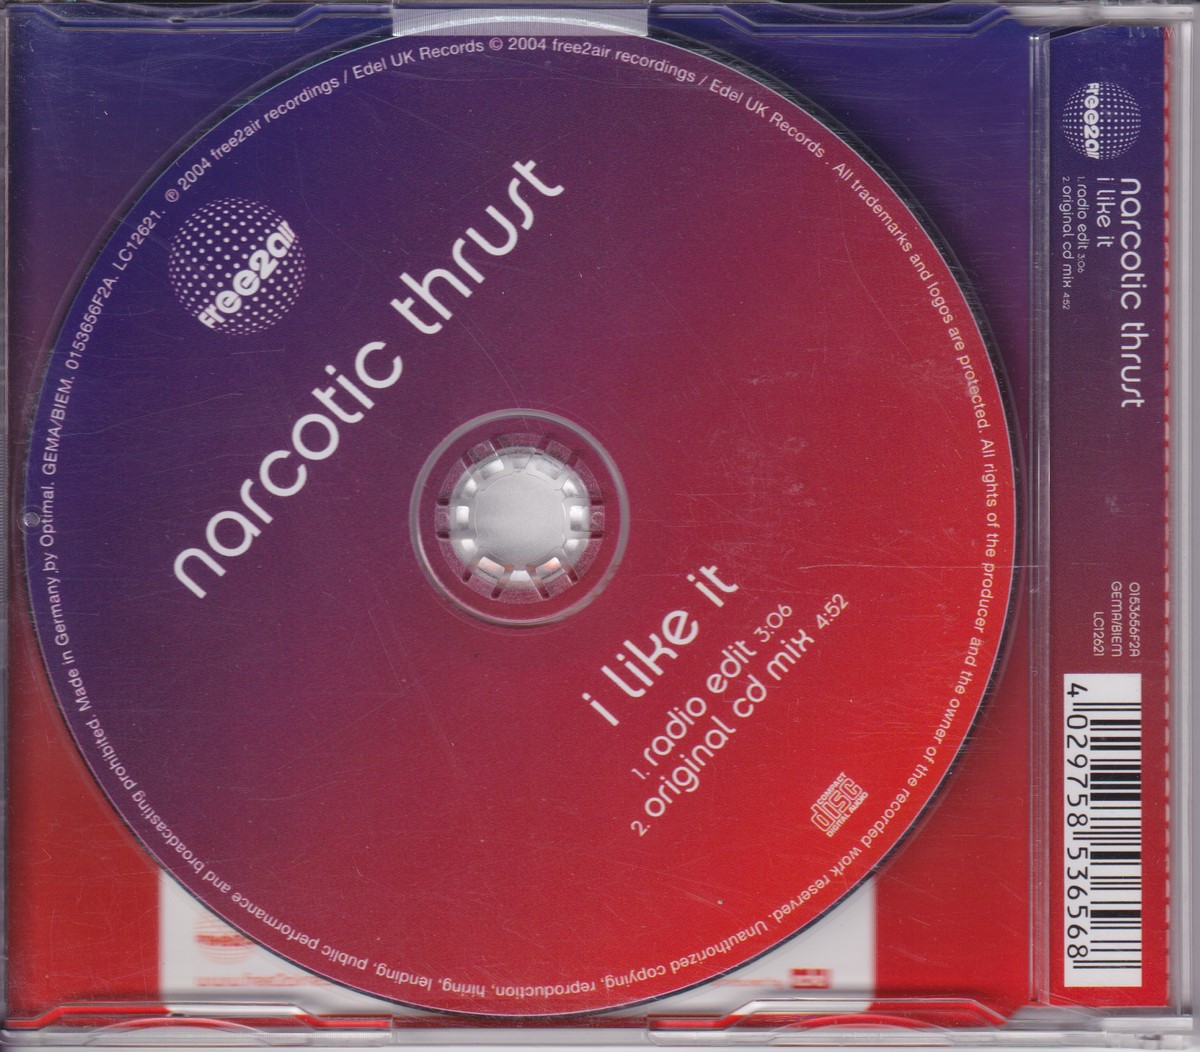 ℗ 2004 free2air recordings / Edel UK Records © 2004 free2air recordings / Edel UK Records . All trademarks and logos are protected. All rights of the producer and the owner of the recorded work reserved. Unauthorized copying, reproduction, hiring, lending, public performance and broadcasting prohibited. Made in Germany by Optimal. GEMA/BIEM. 0153656F2A. LC12621.
free2air
narcotic thrust
i like it
1. radio edit 3:06
2. original cd mix 4:52
COMPACT
disc
DIGITAL AUDIO
free2air
narcotic thrust
i like it
1. radio edit 3:06
2. original cd mix 4:52
0153656F2A
GEMA/BIEM
LC12621
4 029758 536568